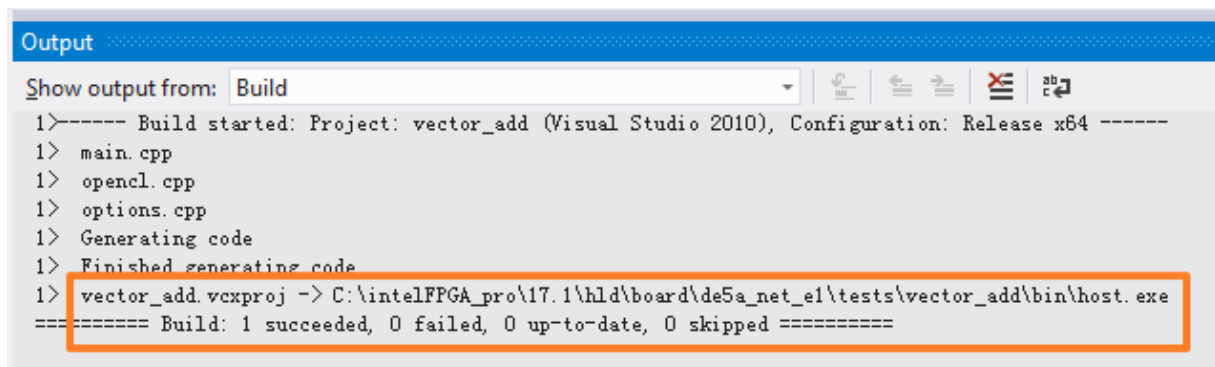 Output
Show output from: Build
1>------ Build started: Project: vector_add (Visual Studio 2010), Configuration: Release x64 ------
1> main.cpp
1> opencl.cpp
1> options.cpp
1> Generating code
1> Finished generating code
1> vector_add.vcxproj -> C:\intelFPGA_pro\17.1\hld\board\de5a_net_e1\tests\vector_add\bin\host.exe
========== Build: 1 succeeded, 0 failed, 0 up-to-date, 0 skipped ==========